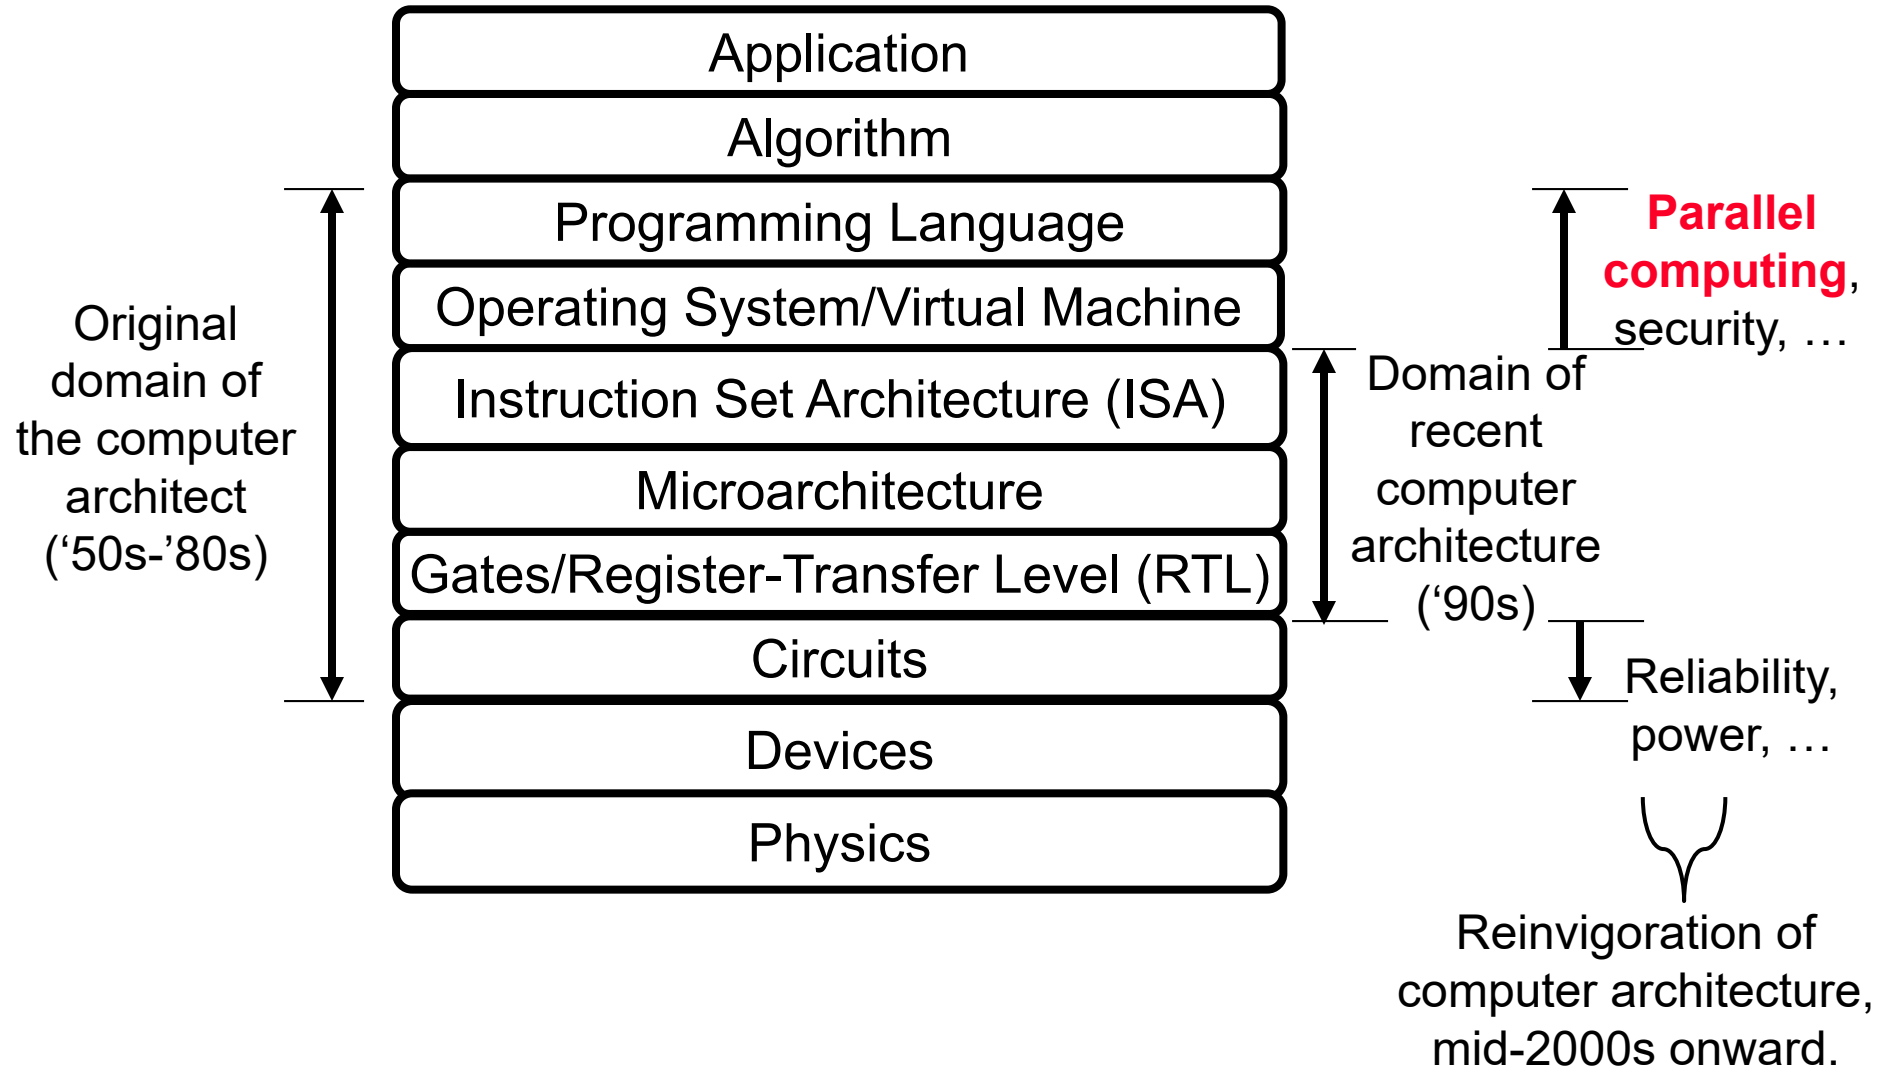 Application
Algorithm
Programming Language
Operating System/Virtual Machine
Instruction Set Architecture (ISA)
Microarchitecture
Gates/Register-Transfer Level (RTL)
Circuits
Devices
Physics
Original
domain of
the computer
architect
(‘50s-’80s)
Domain of
recent
computer
architecture
(‘90s)
Parallel
computing,
security, …
Reliability,
power, …
Reinvigoration of
computer architecture,
mid-2000s onward.